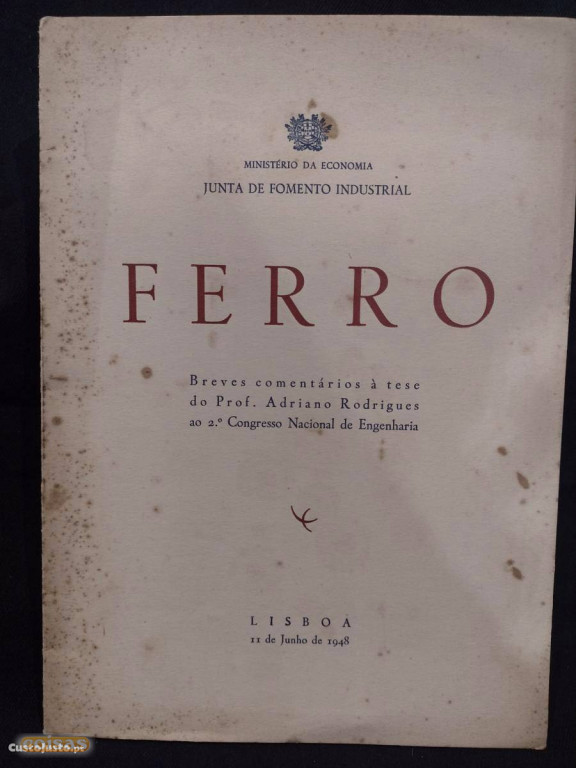 MINISTÉRIO DA ECONOMIA
JUNTA DE FOMENTO INDUSTRIAL
FERRO
Breves comentários à tese
do Prof. Adriano Rodrigues
ao 2.º Congresso Nacional de Engenharia
LISBOA
11 de Junho de 1948
coisas
CustoJusto.pt